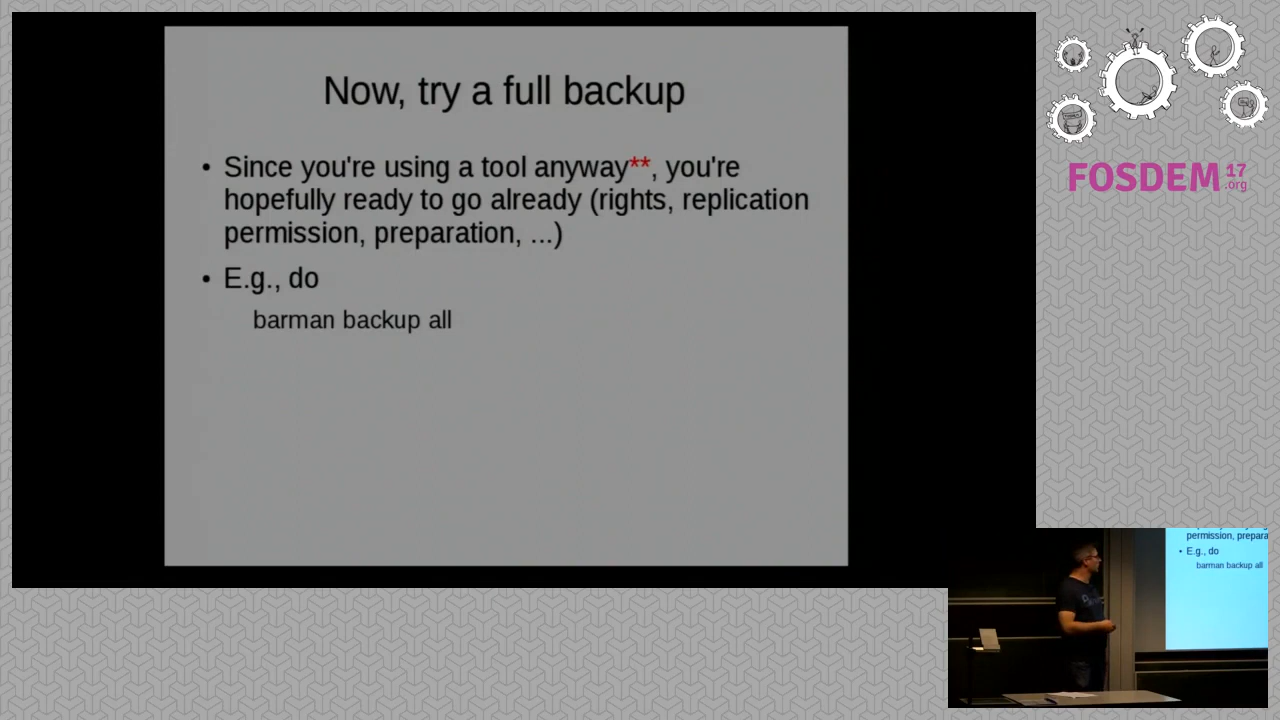 Now, try a full backup
• Since you're using a tool anyway**, you're
hopefully ready to go already (rights, replication
permission, preparation, ...)
• E.g., do
barman backup all
FOSDEM 17
.org
permission, prepara
• E.g., do
barman backup all